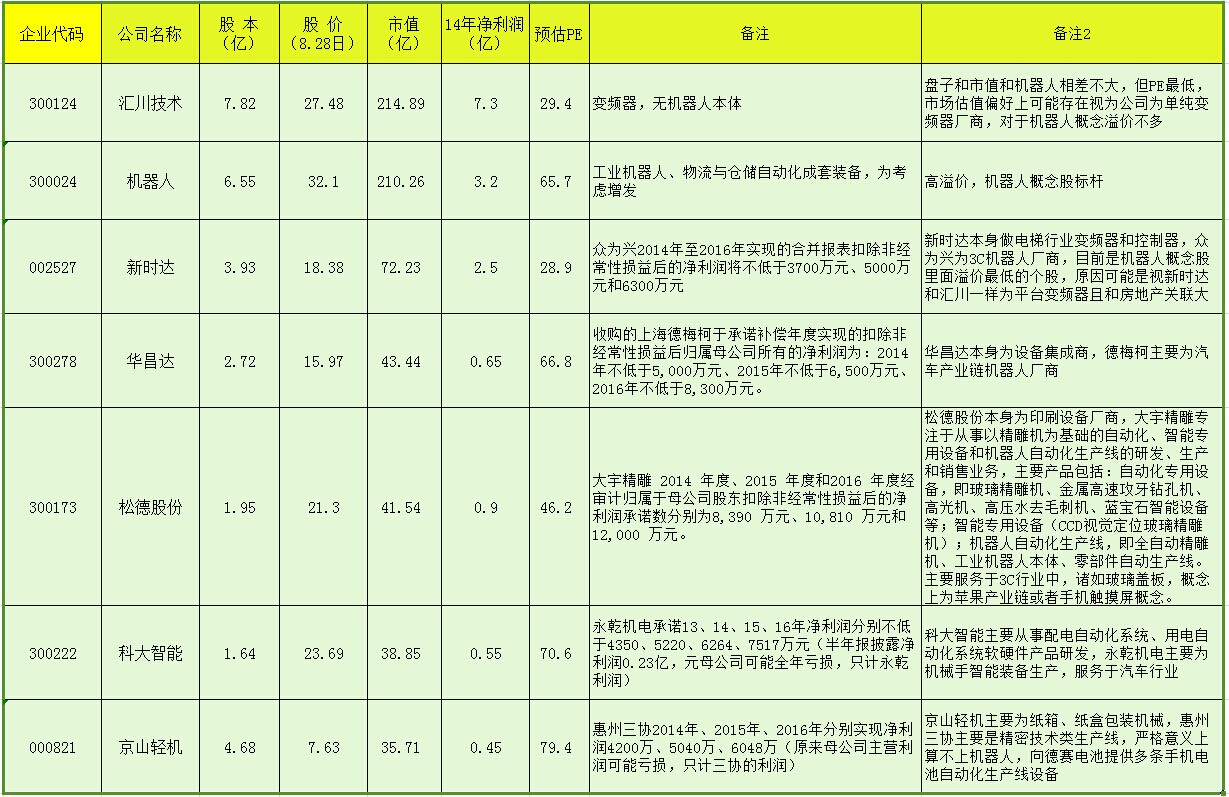 企业代码
公司名称
股 本
（亿）
股 价
（8.28日）
市值
（亿）
14年净利润
（亿）
预估PE
备注
备注2
300124
汇川技术
7.82
27.48
214.89
7.3
29.4
变频器，无机器人本体
盘子和市值和机器人相差不大，但PE最低，
市场估值偏好上可能存在视为公司为单纯变
频器厂商，对于机器人概念溢价不多
300024
机器人
6.55
32.1
210.26
3.2
65.7
工业机器人、物流与仓储自动化成套装备，为考
虑增发
高溢价，机器人概念股标杆
002527
新时达
3.93
18.38
72.23
2.5
28.9
众为兴2014年至2016年实现的合并报表扣除非经
常性损益后的净利润将不低于3700万元、5000万
元和6300万元
新时达本身做电梯行业变频器和控制器，众
为兴为3C机器人厂商，目前是机器人概念股
里面溢价最低的个股，原因可能是视新时达
和汇川一样为平台变频器且和房地产关联大
300278
华昌达
2.72
15.97
43.44
0.65
66.8
收购的上海德梅柯于承诺补偿年度实现的扣除非
经常性损益后归属母公司所有的净利润为：2014
年不低于5,000万元、2015年不低于6,500万元、
2016年不低于8,300万元。
华昌达本身为设备集成商，德梅柯主要为汽
车产业链机器人厂商
300173
松德股份
1.95
21.3
41.54
0.9
46.2
大宇精雕 2014 年度、2015 年度和2016 年度经
审计归属于母公司股东扣除非经常性损益后的净
利润承诺数分别为8,390 万元、10,810 万元和
12,000 万元。
松德股份本身为印刷设备厂商，大宇精雕专
注于从事以精雕机为基础的自动化、智能专
用设备和机器人自动化生产线的研发、生产
和销售业务，主要产品包括：自动化专用设
备，即玻璃精雕机、金属高速攻牙钻孔机、
高光机、高压水去毛刺机、蓝宝石智能设备
等；智能专用设备（CCD视觉定位玻璃精雕
机）；机器人自动化生产线，即全自动精雕
机、工业机器人本体、零部件自动生产线。
主要服务于3C行业中，诸如玻璃盖板，概念
上为苹果产业链或者手机触摸屏概念。
300222
科大智能
1.64
23.69
38.85
0.55
70.6
永乾机电承诺13、14、15、16年净利润分别不低
于4350、5220、6264、7517万元（半年报披露净
利润0.23亿，元母公司可能全年亏损，只计永乾
利润）
科大智能主要从事配电自动化系统、用电自
动化系统软硬件产品研发，永乾机电主要为
机械手智能装备生产，服务于汽车行业
000821
京山轻机
4.68
7.63
35.71
0.45
79.4
惠州三协2014年、2015年、2016年分别实现净利
润4200万、5040万、6048万（原来母公司主营利
润可能亏损，只计三协的利润）
京山轻机主要为纸箱、纸盒包装机械，惠州
三协主要是精密技术类生产线，严格意义上
算不上机器人，向德赛电池提供多条手机电
池自动化生产线设备